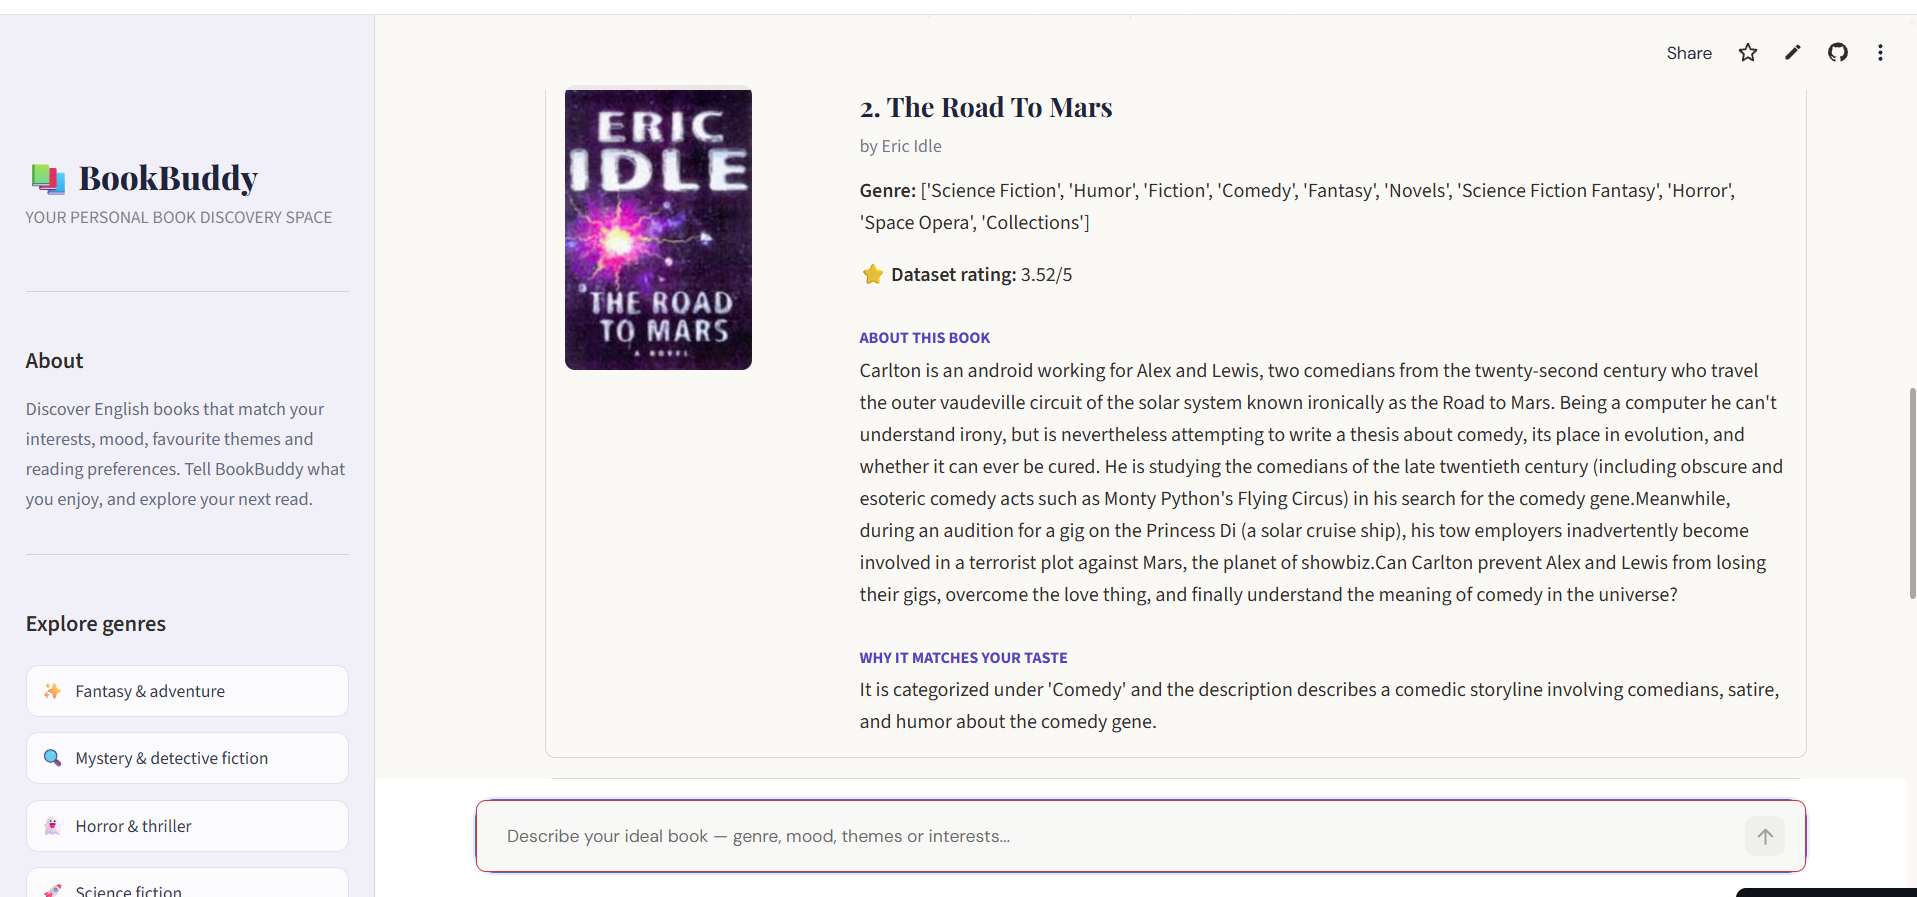 Share
BookBuddy
YOUR PERSONAL BOOK DISCOVERY SPACE
About
Discover English books that match your
interests, mood, favourite themes and
reading preferences. Tell BookBuddy what
you enjoy, and explore your next read.
Explore genres
Fantasy & adventure
Mystery & detective fiction
Horror & thriller
Science fiction
ERIC
IDLE
THE ROAD
TO MARS
A NOVEL
2. The Road To Mars
by Eric Idle
Genre: ['Science Fiction', 'Humor', 'Fiction', 'Comedy', 'Fantasy', 'Novels', 'Science Fiction Fantasy', 'Horror',
'Space Opera', 'Collections']
Dataset rating: 3.52/5
ABOUT THIS BOOK
Carlton is an android working for Alex and Lewis, two comedians from the twenty-second century who travel
the outer vaudeville circuit of the solar system known ironically as the Road to Mars. Being a computer he can't
understand irony, but is nevertheless attempting to write a thesis about comedy, its place in evolution, and
whether it can ever be cured. He is studying the comedians of the late twentieth century (including obscure and
esoteric comedy acts such as Monty Python's Flying Circus) in his search for the comedy gene.Meanwhile,
during an audition for a gig on the Princess Di (a solar cruise ship), his tow employers inadvertently become
involved in a terrorist plot against Mars, the planet of showbiz.Can Carlton prevent Alex and Lewis from losing
their gigs, overcome the love thing, and finally understand the meaning of comedy in the universe?
WHY IT MATCHES YOUR TASTE
It is categorized under 'Comedy' and the description describes a comedic storyline involving comedians, satire,
and humor about the comedy gene.
Describe your ideal book — genre, mood, themes or interests...